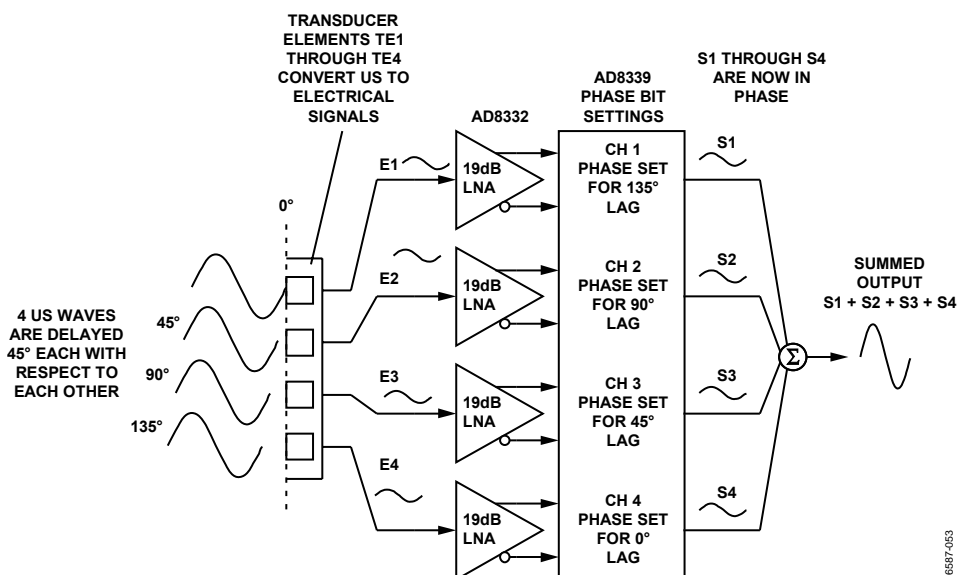 TRANSDUCER
ELEMENTS TE1
THROUGH TE4
CONVERT US TO
ELECTRICAL
SIGNALS
AD8332
AD8339
PHASE BIT
SETTINGS
S1 THROUGH S4
ARE NOW IN
PHASE
0°
4 US WAVES
ARE DELAYED
45° EACH WITH
RESPECT TO
EACH OTHER
45°
90°
135°
E1
19dB
LNA
CH 1
PHASE SET
FOR 135°
LAG
S1
E2
19dB
LNA
CH 2
PHASE SET
FOR 90°
LAG
S2
E3
19dB
LNA
CH 3
PHASE SET
FOR 45°
LAG
S3
E4
19dB
LNA
CH 4
PHASE SET
FOR 0°
LAG
S4
Σ
SUMMED
OUTPUT
S1 + S2 + S3 + S4
6587-053